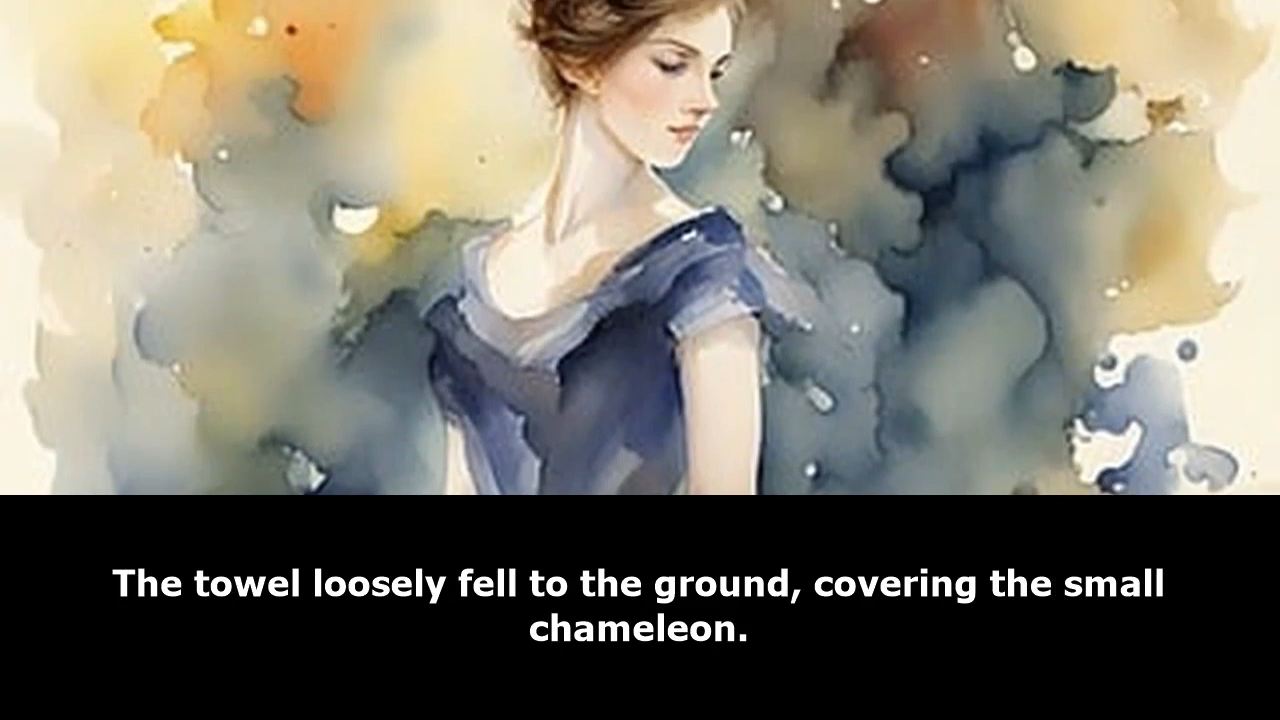 The towel loosely fell to the ground, covering the small
chameleon.